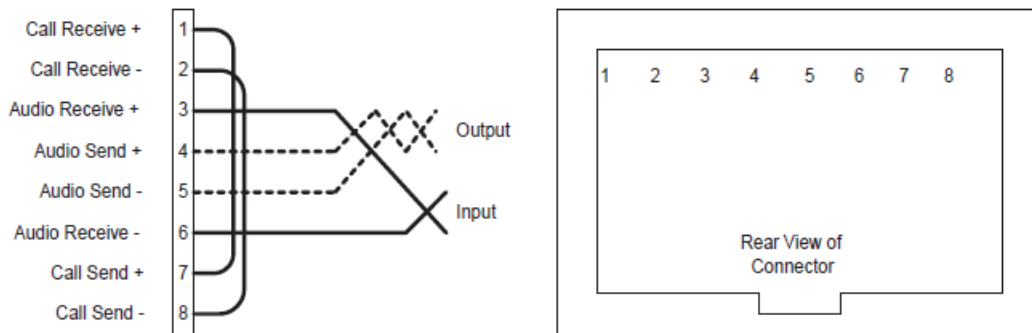 Call Receive + 1
Call Receive - 2
Audio Receive + 3
Audio Send + 4
Output
Audio Send - 5
Audio Receive - 6
Input
Call Send + 7
Call Send - 8
1 2 3 4 5 6 7 8
Rear View of
Connector